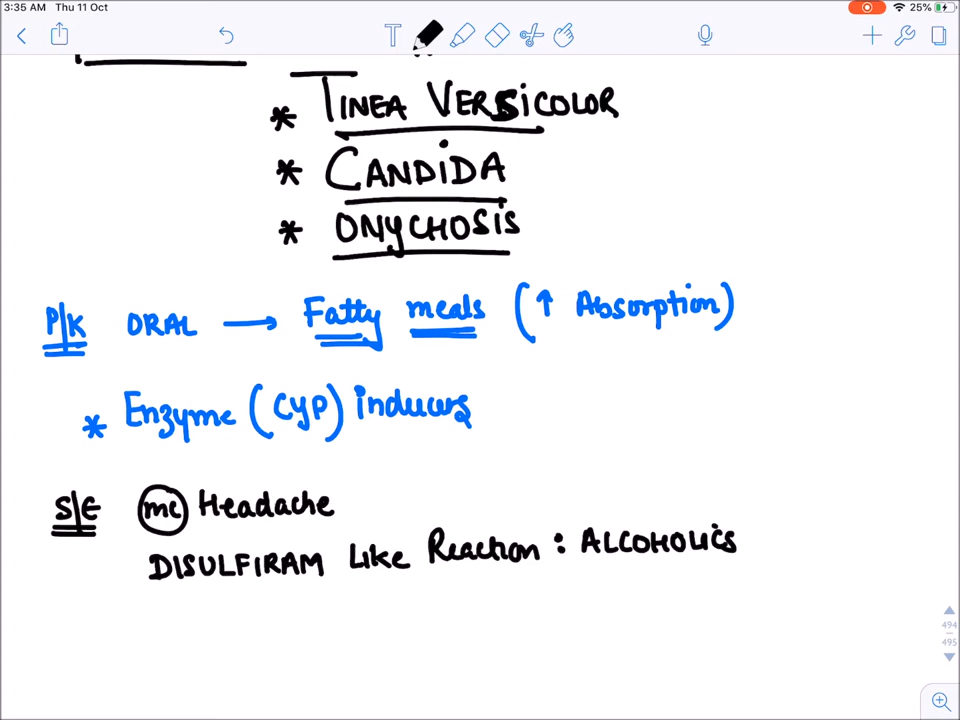 3:35 AM Thu 11 Oct 25%
T
* TINEA VERSICOLOR
* CANDIDA
* ONYCHOSIS
P/K ORAL → Fatty meals (↑ Absorption)
* Enzyme (CYP) inducers
S/E mc Headache
DISULFIRAM Like Reaction : ALCOHOLICS
494
495